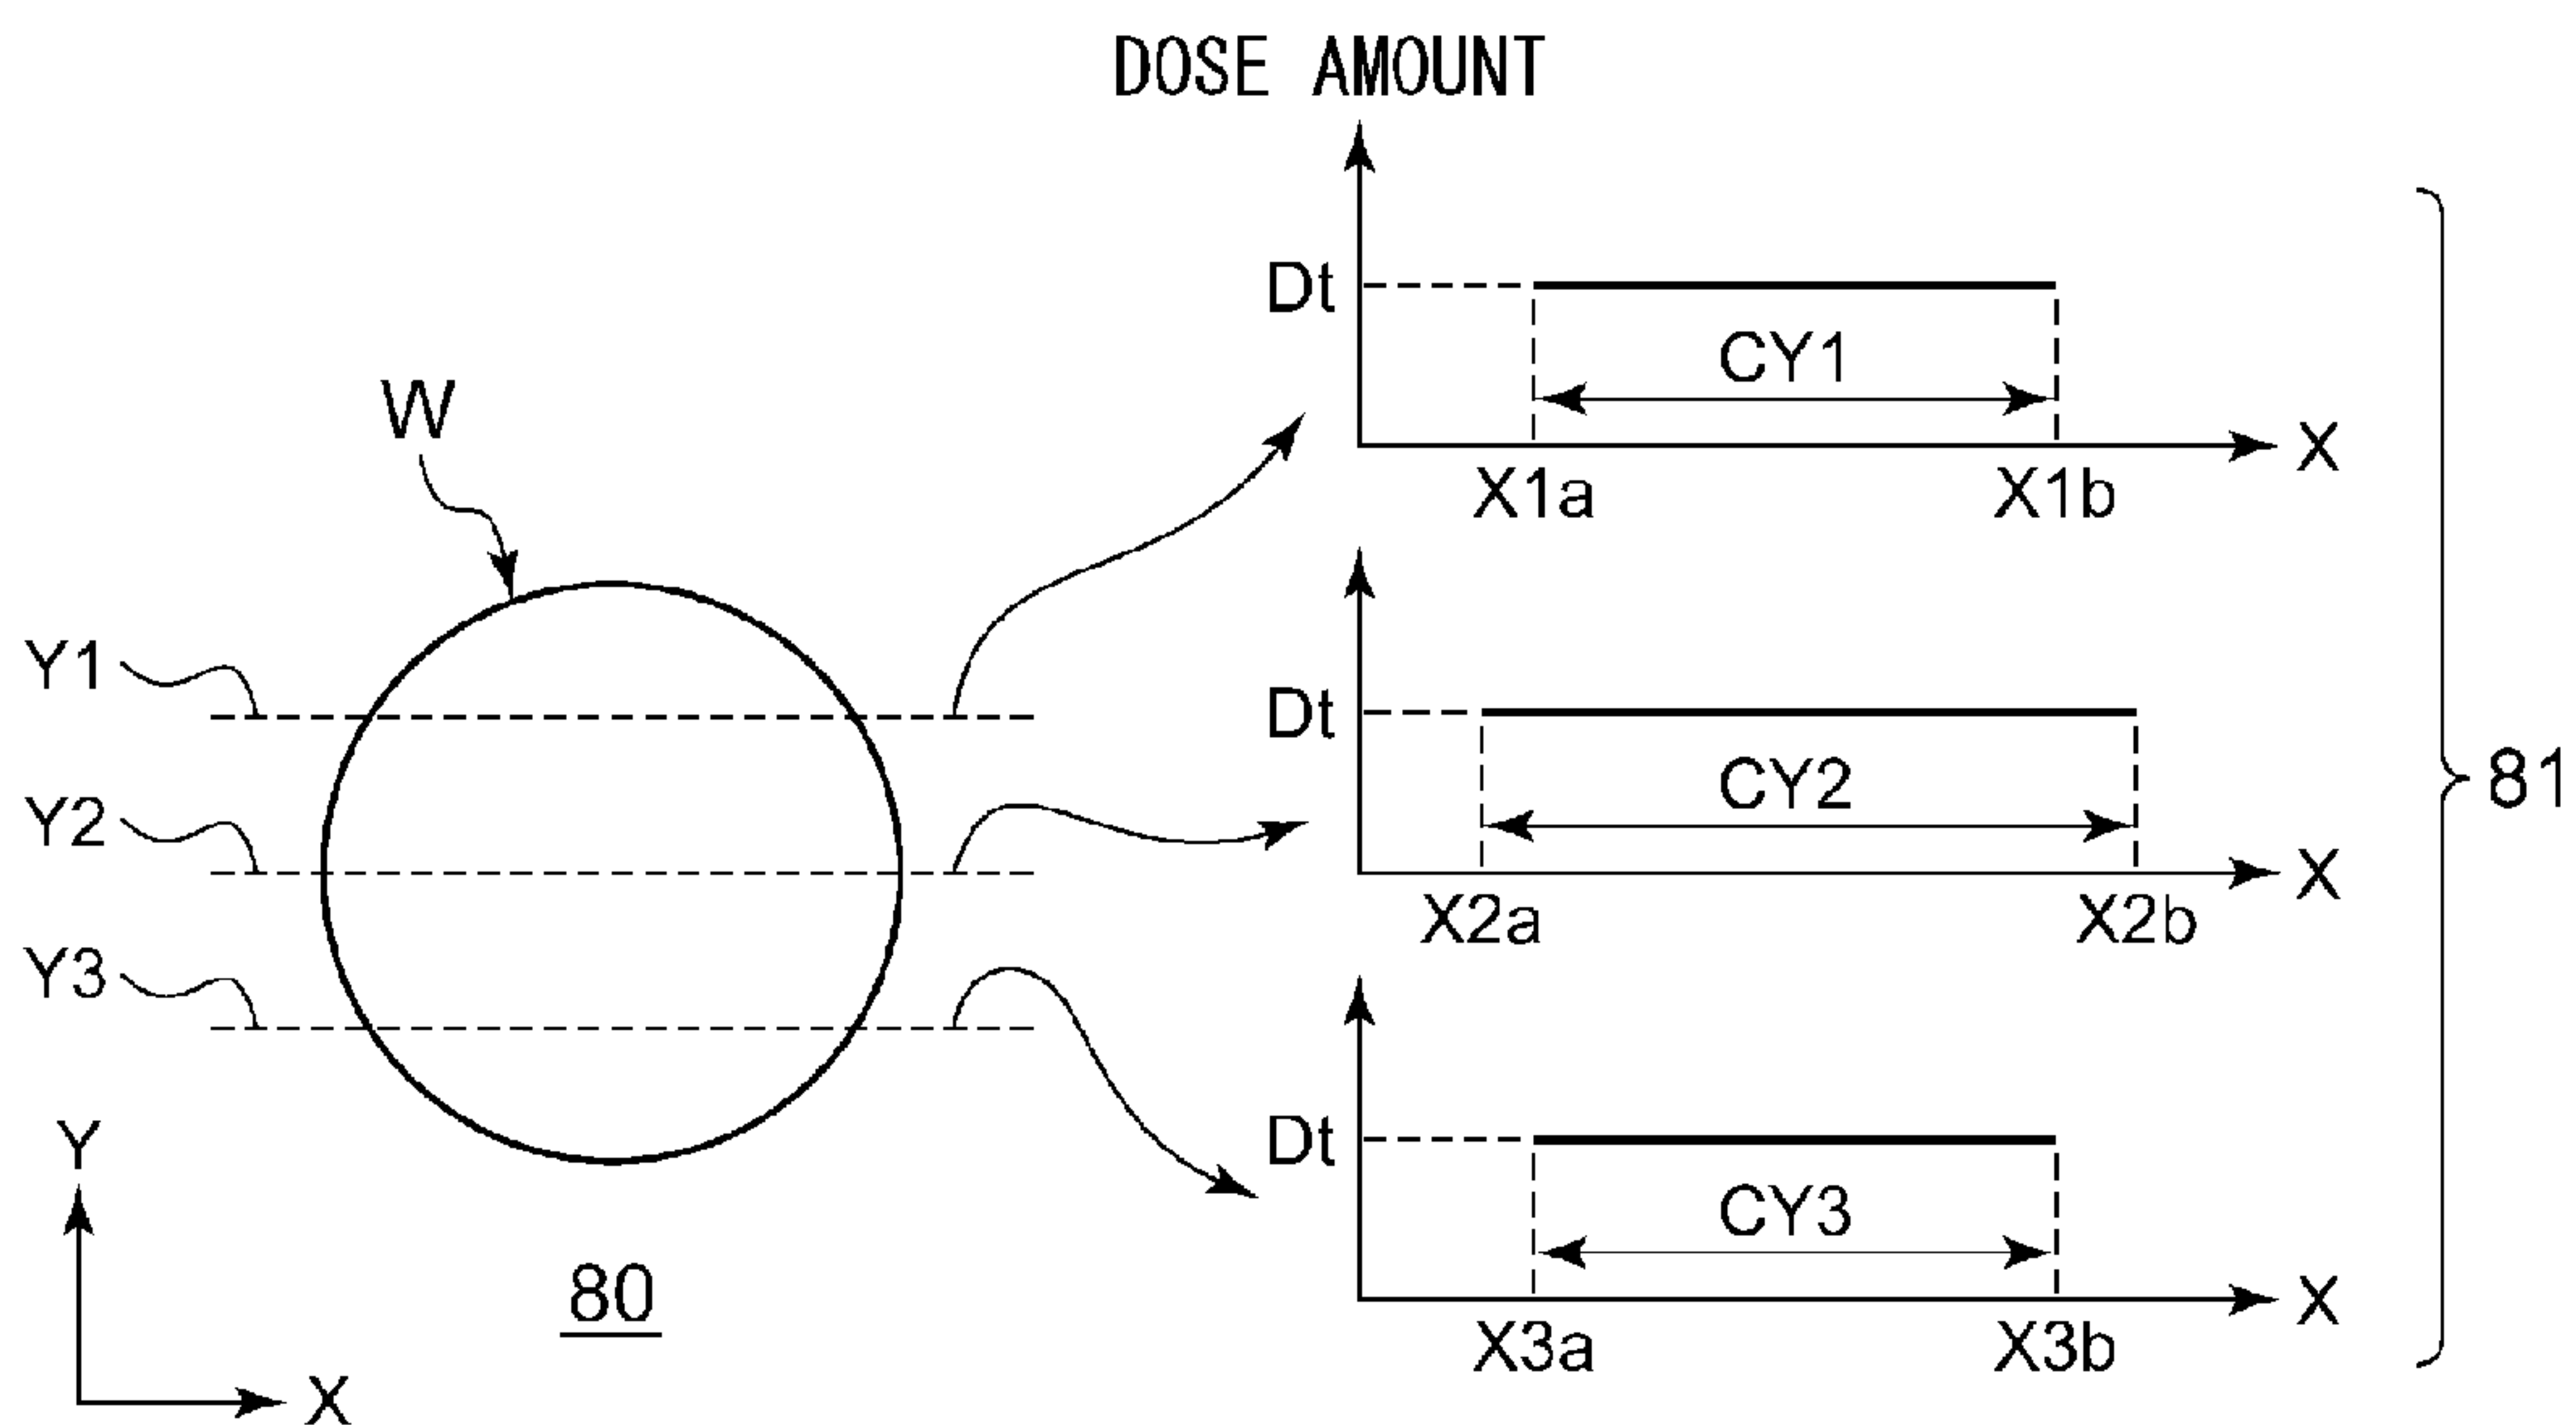 DOSE AMOUNT
W
Y1
Y2
Y3
Y
X
80
Dt
CY1
X
X1a
X1b
Dt
CY2
X
X2a
X2b
Dt
CY3
X
X3a
X3b
81